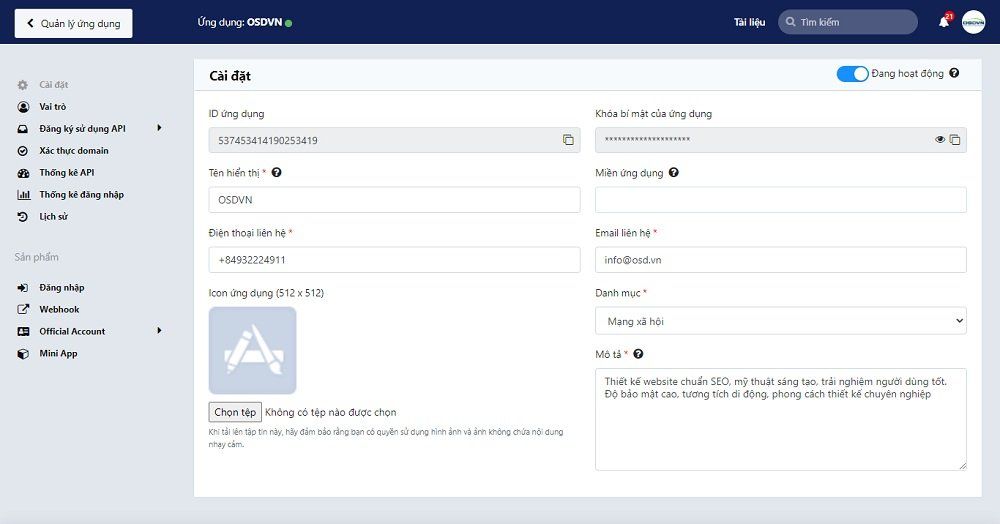 Quản lý ứng dụng
Ứng dụng: OSDVN
Tài liệu
Tìm kiếm
21
OSDVN
Cài đặt
Vai trò
Đăng ký sử dụng API
Xác thực domain
Thống kê API
Thống kê đăng nhập
Lịch sử
Sản phẩm
Đăng nhập
Webhook
Official Account
Mini App
Cài đặt
Đang hoạt động
ID ứng dụng
537453414190253419
Khóa bí mật của ứng dụng
*******************
Tên hiển thị *
OSDVN
Miền ứng dụng
Điện thoại liên hệ *
+84932224911
Email liên hệ *
info@osd.vn
Icon ứng dụng (512 x 512)
Chọn tệp Không có tệp nào được chọn
Khi tải lên tập tin này, hãy đảm bảo rằng bạn có quyền sử dụng hình ảnh và ảnh không chứa nội dung
nhạy cảm.
Danh mục *
Mạng xã hội
Mô tả *
Thiết kế website chuẩn SEO, mỹ thuật sáng tạo, trải nghiệm người dùng tốt.
Độ bảo mật cao, tương tích di động, phong cách thiết kế chuyên nghiệp